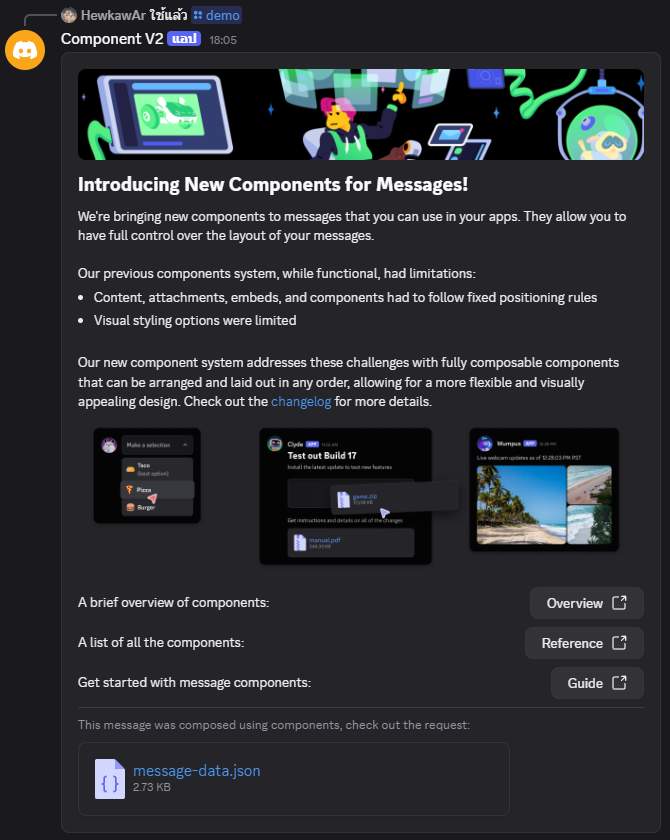 HewkawAr ใช้แล้ว demo
Component V2 แอป 18:05
Introducing New Components for Messages!
We're bringing new components to messages that you can use in your apps. They allow you to
have full control over the layout of your messages.
Our previous components system, while functional, had limitations:
• Content, attachments, embeds, and components had to follow fixed positioning rules
• Visual styling options were limited
Our new component system addresses these challenges with fully composable components
that can be arranged and laid out in any order, allowing for a more flexible and visually
appealing design. Check out the changelog for more details.
Make a selection
Taco
(best option)
Pizza
Burger
Clyde APP
Test out Build 17
Install the latest update to test new features
game.zip
Get instructions and details on all of the changes
manual.pdf
Wumpus APP
Live webcam updates as of 12:26:03 PM PST
A brief overview of components:
Overview
A list of all the components:
Reference
Get started with message components:
Guide
This message was composed using components, check out the request:
message-data.json
2.73 KB